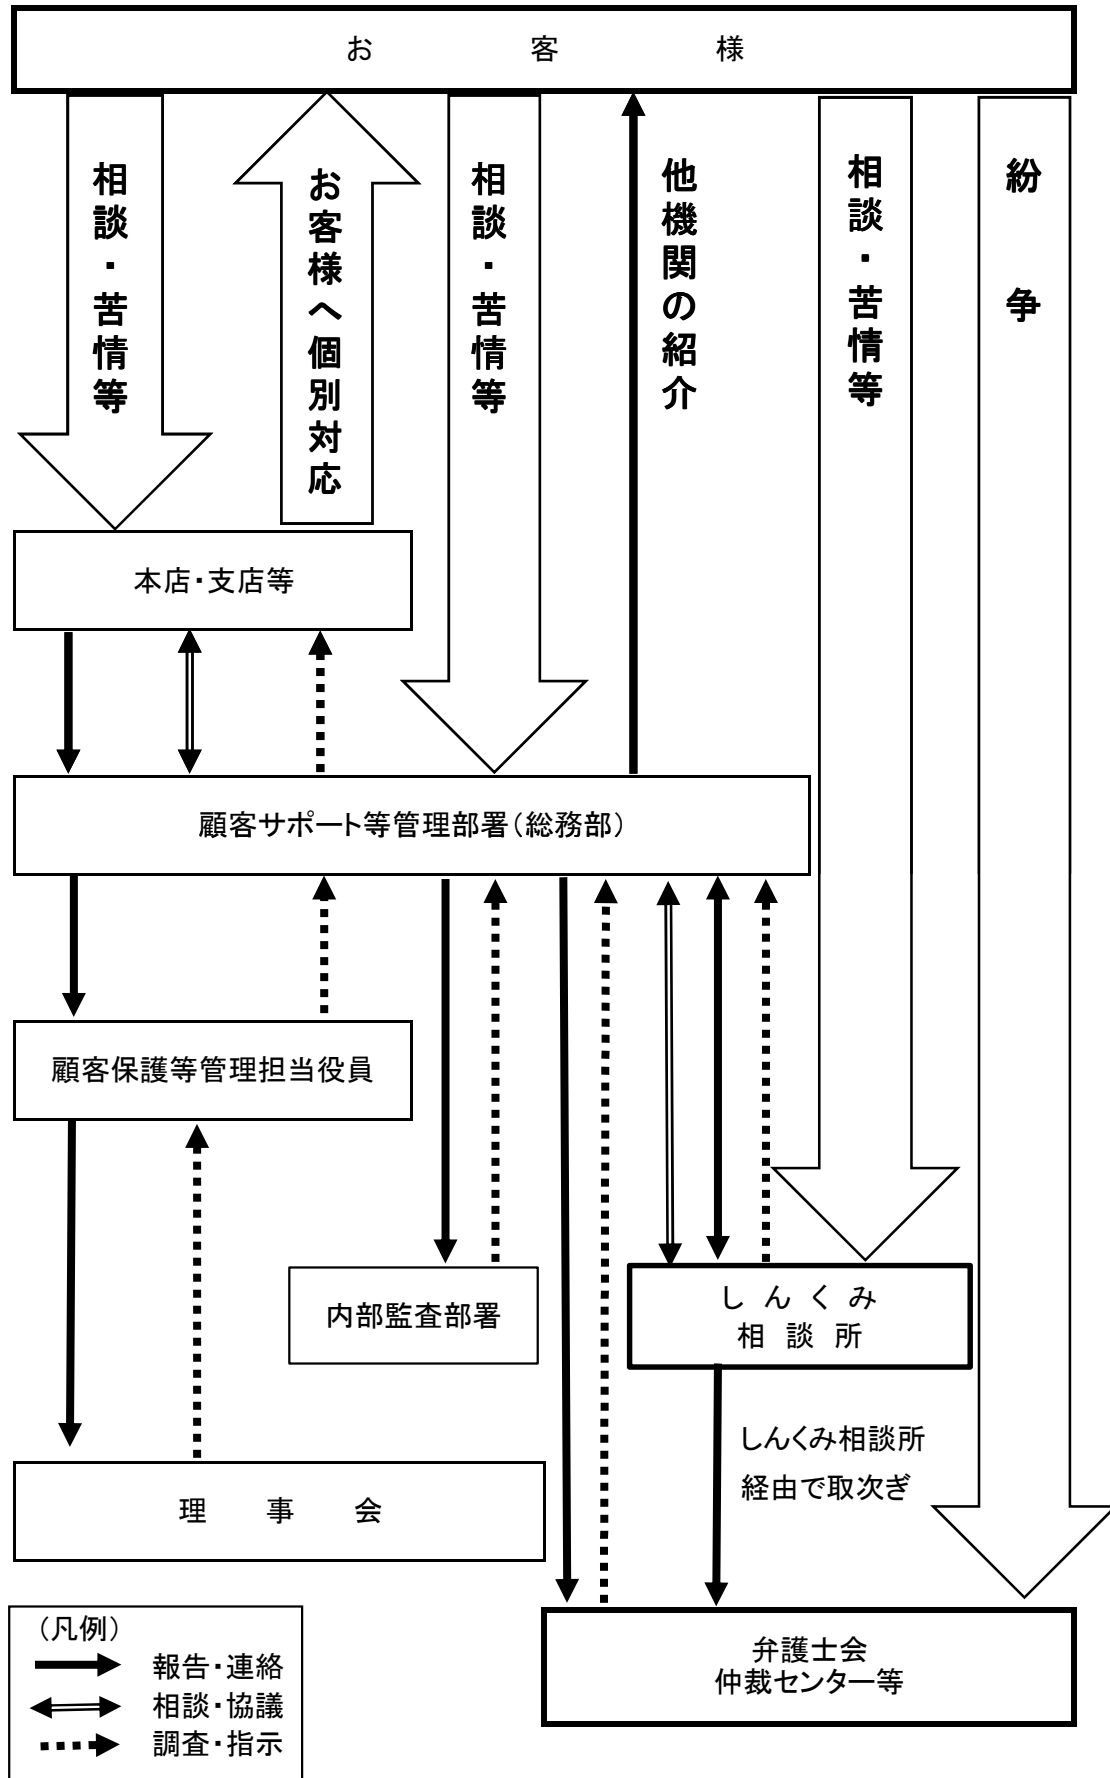 お客様
相談・苦情等
お客様へ個別対応
相談・苦情等
他機関の紹介
相談・苦情等
紛争
本店・支店等
顧客サポート等管理部署(総務部)
顧客保護等管理担当役員
内部監査部署
しんくみ
相談所
しんくみ相談所
経由で取次ぎ
理事会
弁護士会
仲裁センター等
(凡例)
報告・連絡
相談・協議
調査・指示